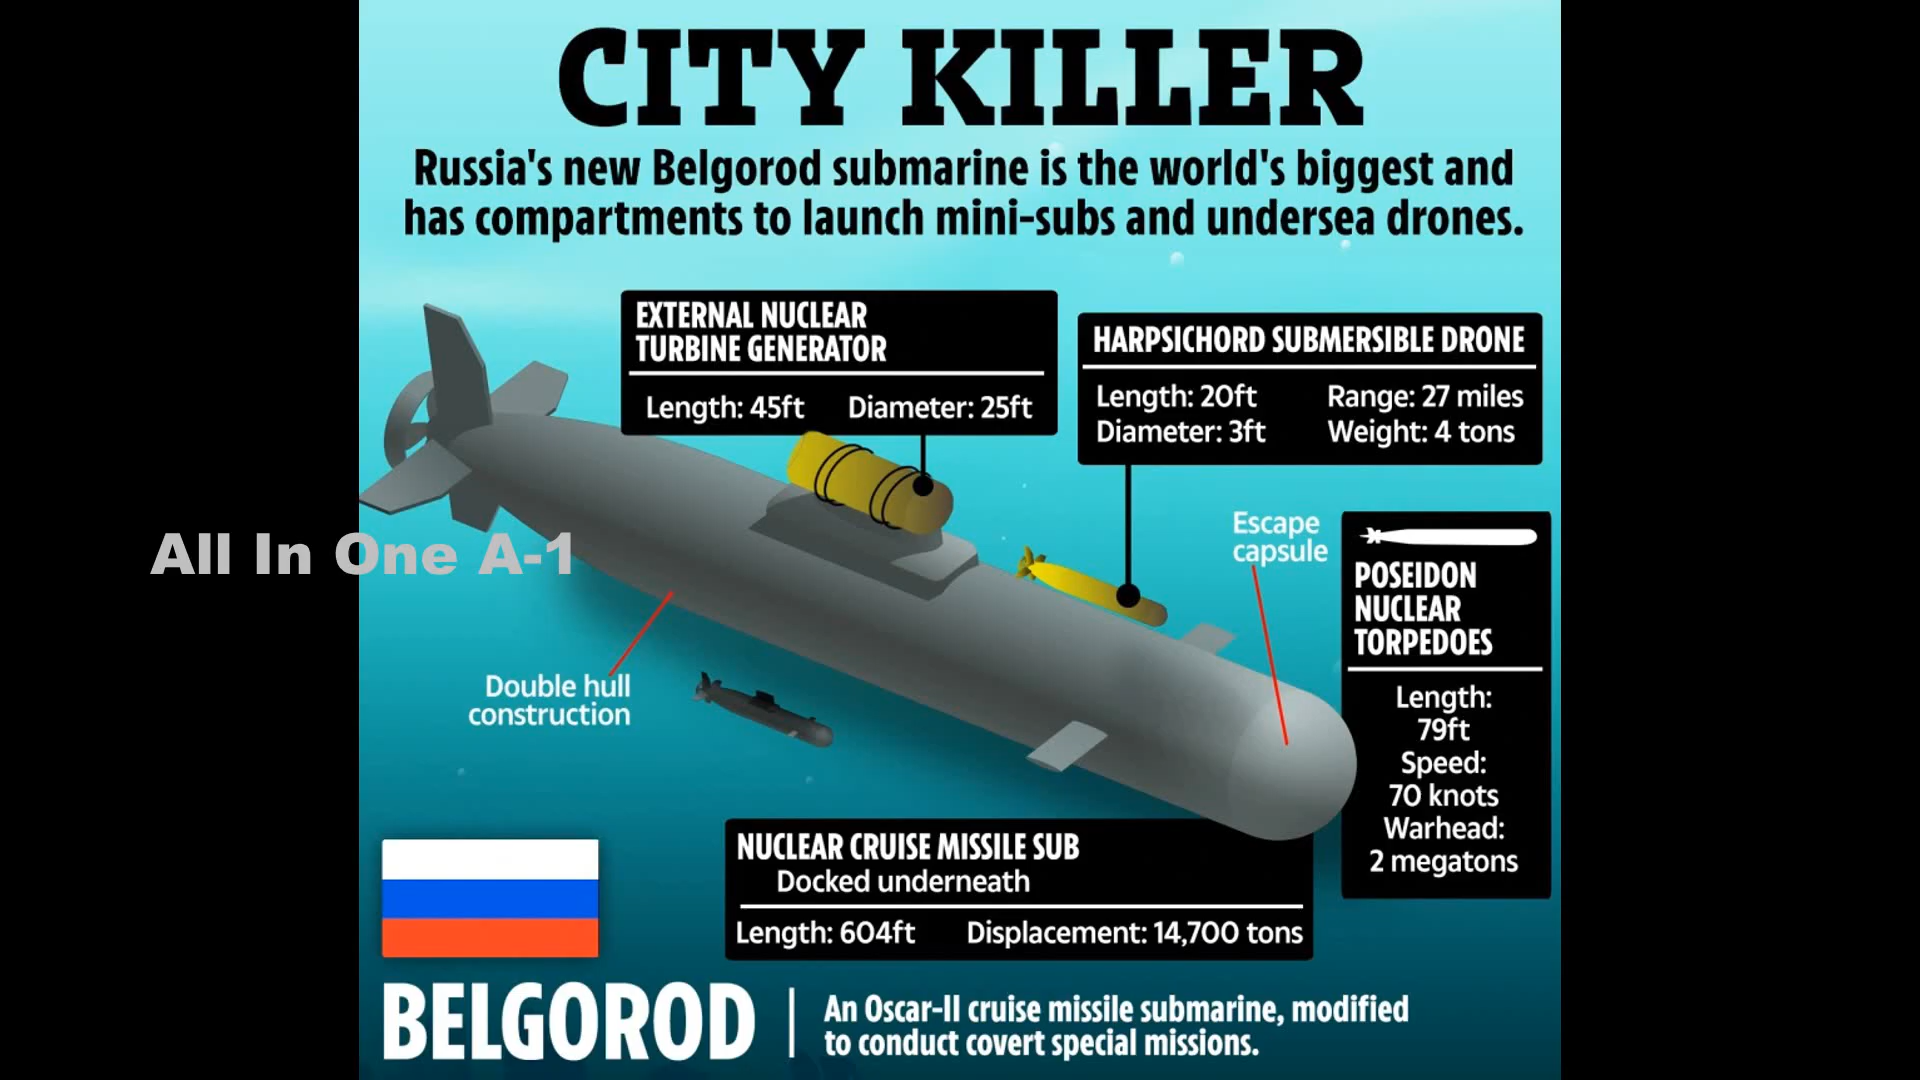 CITY KILLER
Russia's new Belgorod submarine is the world's biggest and
has compartments to launch mini-subs and undersea drones.
EXTERNAL NUCLEAR
TURBINE GENERATOR
Length: 45ft Diameter: 25ft
HARPSICHORD SUBMERSIBLE DRONE
Length: 20ft Range: 27 miles
Diameter: 3ft Weight: 4 tons
Escape
capsule
All In One A-1
POSEIDON
NUCLEAR
TORPEDOES
Length:
79ft
Speed:
70 knots
Warhead:
2 megatons
Double hull
construction
NUCLEAR CRUISE MISSILE SUB
Docked underneath
Length: 604ft Displacement: 14,700 tons
BELGOROD
An Oscar-II cruise missile submarine, modified
to conduct covert special missions.